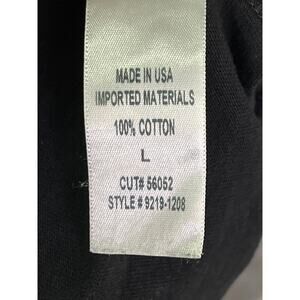 MADE IN USA
IMPORTED MATERIALS
100% COTTON
L
CUT# 56052
STYLE # 9219-1208